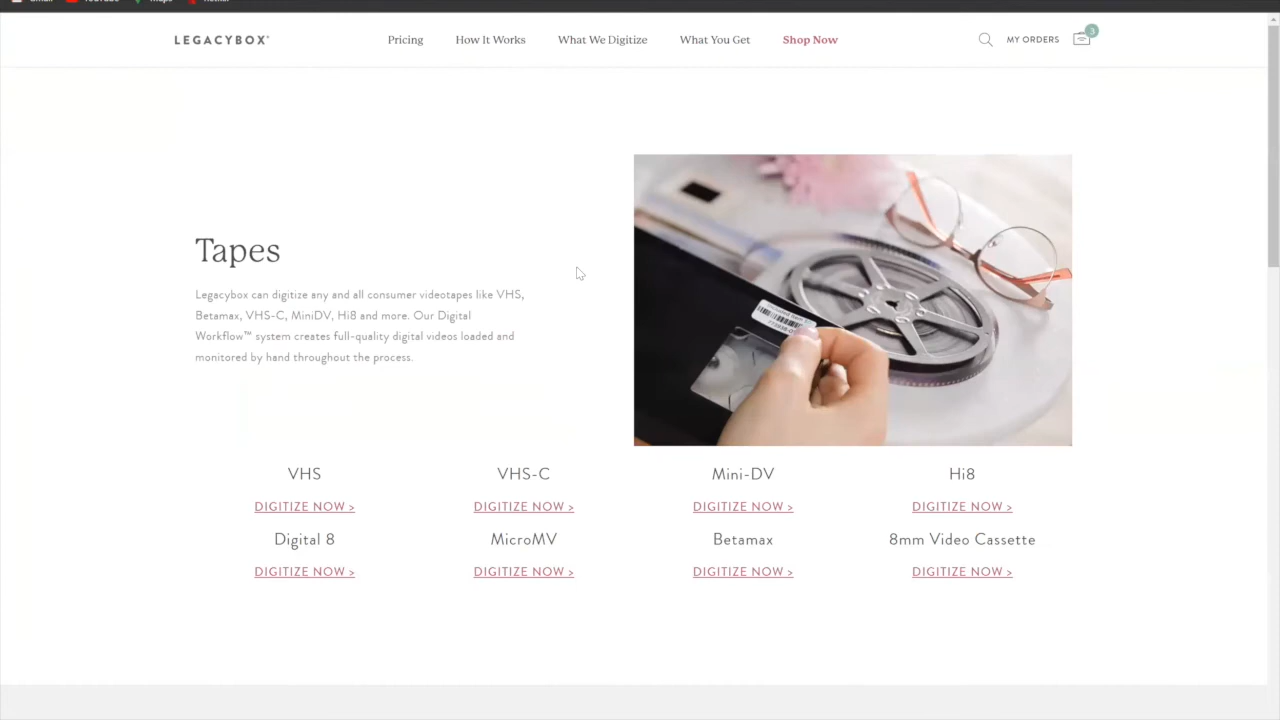 YouTube
LEGACYBOX
Pricing
How It Works
What We Digitize
What You Get
Shop Now
MY ORDERS
3
Tapes
Legacybox can digitize any and all consumer videotapes like VHS,
Betamax, VHS-C, MiniDV, Hi8 and more. Our Digital
Workflow™ system creates full-quality digital videos loaded and
monitored by hand throughout the process.
VHS
VHS-C
Mini-DV
Hi8
DIGITIZE NOW >
DIGITIZE NOW >
DIGITIZE NOW >
DIGITIZE NOW >
Digital 8
MicroMV
Betamax
8mm Video Cassette
DIGITIZE NOW >
DIGITIZE NOW >
DIGITIZE NOW >
DIGITIZE NOW >